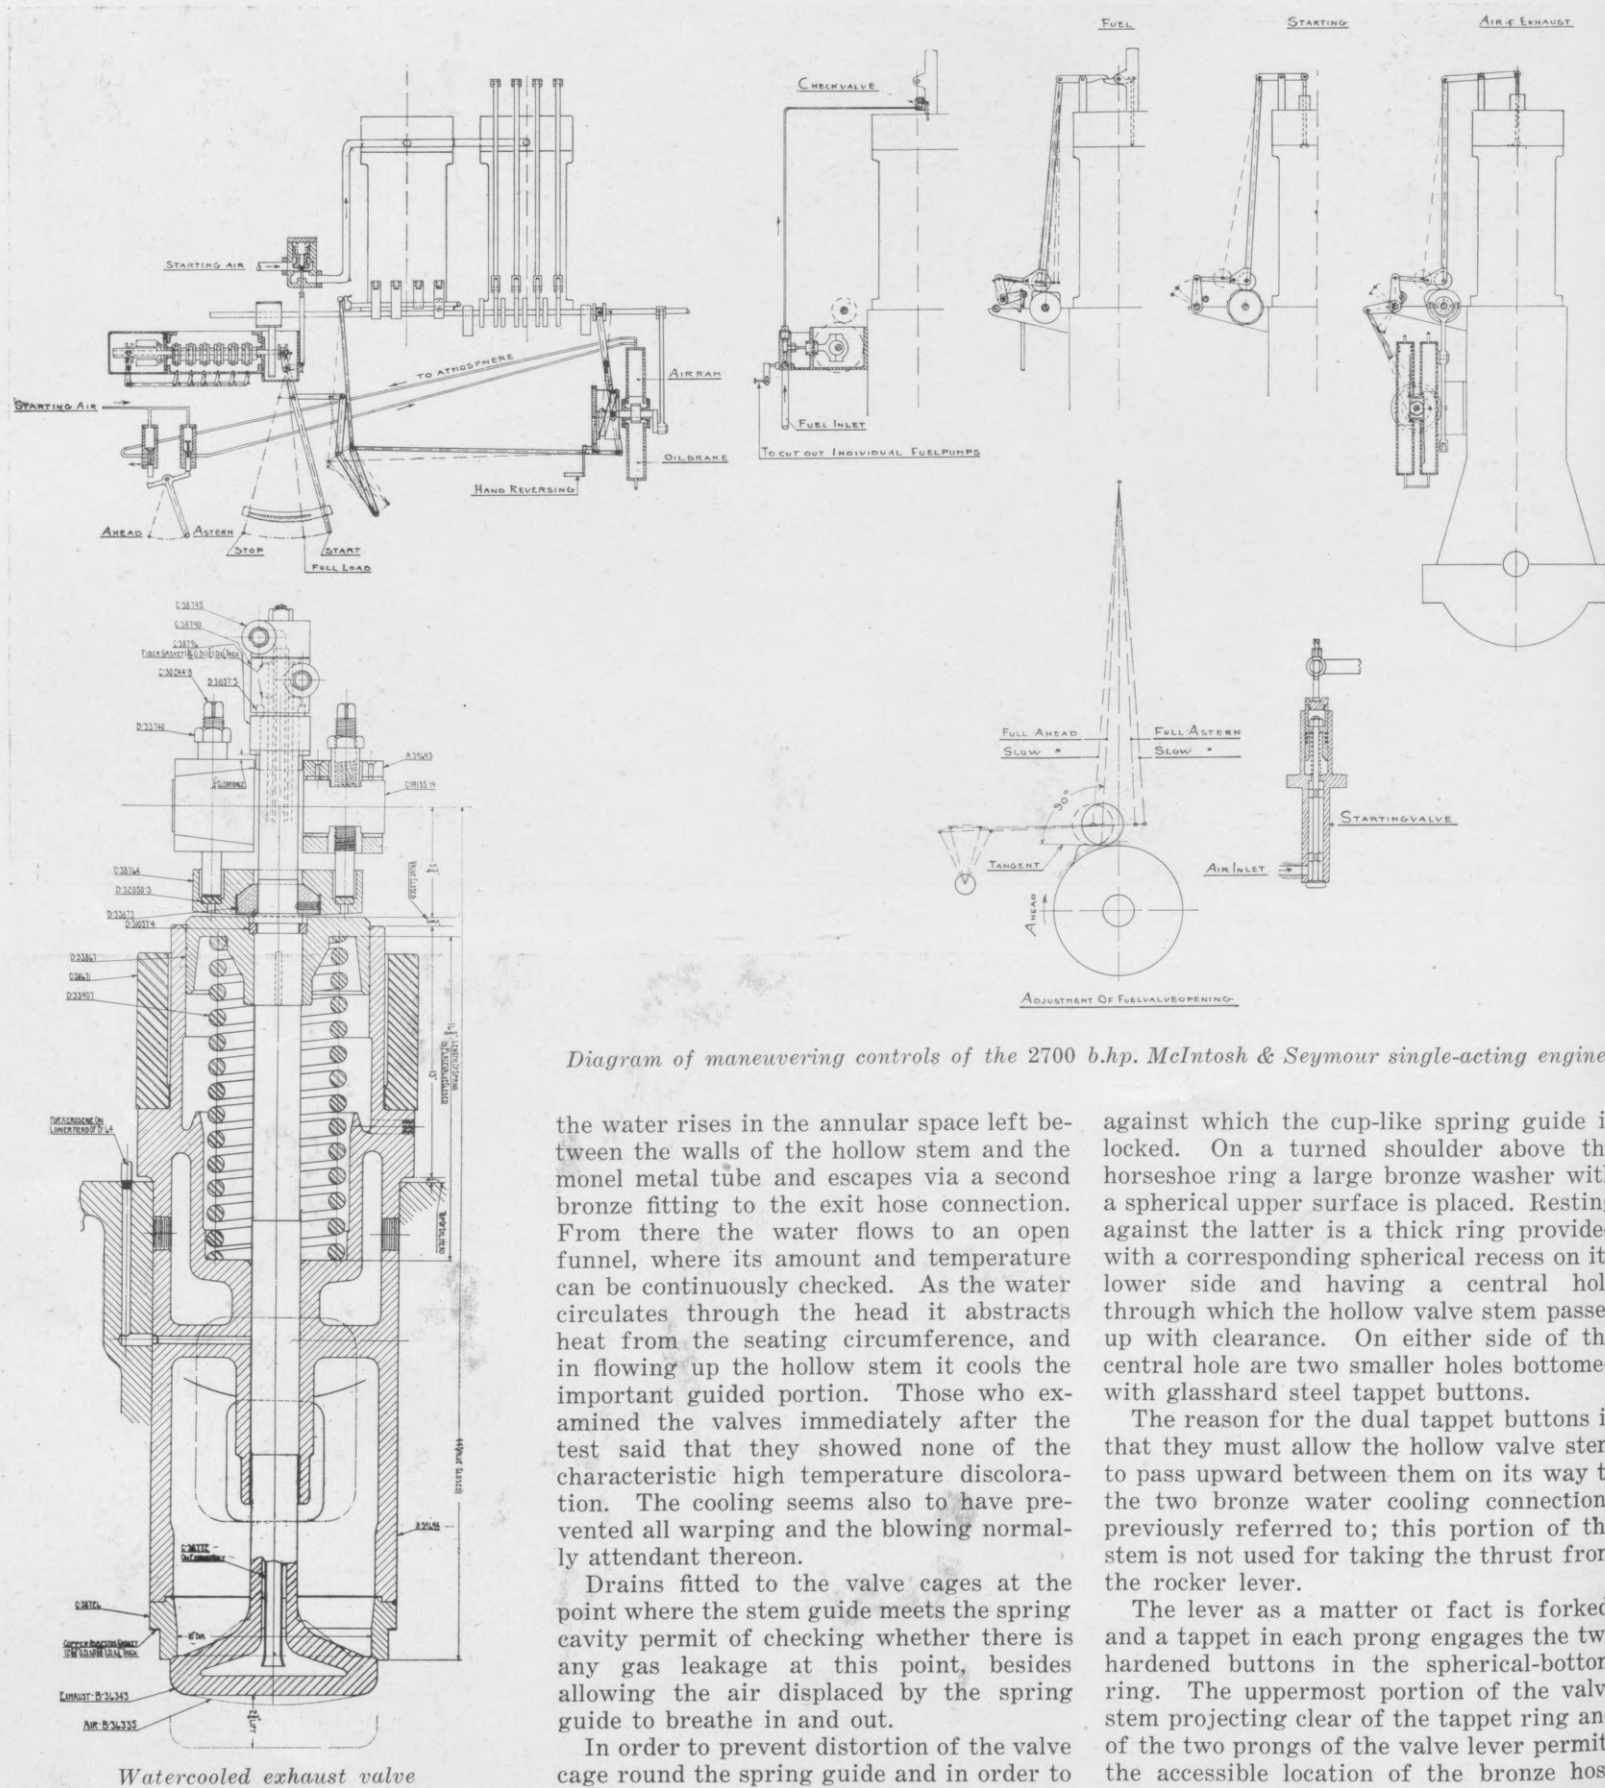 FUEL
STARTING
AIR & EXHAUST
CHECKVALVE
STARTING AIR
TO ATMOSPHERE
AIR RAM
STARTING AIR
FUEL INLET
OILBRAKE
TO CUT OUT INDIVIDUAL FUELPUMPS
HAND REVERSING
AHEAD
ASTERN
STOP
START
FULL LOAD
FULL AHEAD
SLOW "
FULL ASTERN
SLOW "
90°
TANGENT
AHEAD
STARTINGVALVE
AIR INLET
ADJUSTMENT OF FUELVALVEOPENING
C-38795
C-38790
C-38796
C-30244-B
D-33748
CLEARANCE
VALVE CLOSED
FOR KEROSENE ON
EXHAUST-B-36343
AIR-B-36335
Watercooled exhaust valve
Diagram of maneuvering controls of the 2700 b.hp. McIntosh & Seymour single-acting engine
the water rises in the annular space left be-
tween the walls of the hollow stem and the
monel metal tube and escapes via a second
bronze fitting to the exit hose connection.
From there the water flows to an open
funnel, where its amount and temperature
can be continuously checked. As the water
circulates through the head it abstracts
heat from the seating circumference, and
in flowing up the hollow stem it cools the
important guided portion. Those who ex-
amined the valves immediately after the
test said that they showed none of the
characteristic high temperature discolora-
tion. The cooling seems also to have pre-
vented all warping and the blowing normal-
ly attendant thereon.
Drains fitted to the valve cages at the
point where the stem guide meets the spring
cavity permit of checking whether there is
any gas leakage at this point, besides
allowing the air displaced by the spring
guide to breathe in and out.
In order to prevent distortion of the valve
cage round the spring guide and in order to
against which the cup-like spring guide i
locked. On a turned shoulder above th
horseshoe ring a large bronze washer wit
a spherical upper surface is placed. Resting
against the latter is a thick ring provide
with a corresponding spherical recess on it
lower side and having a central hol
through which the hollow valve stem passe
up with clearance. On either side of th
central hole are two smaller holes bottome
with glasshard steel tappet buttons.
The reason for the dual tappet buttons i
that they must allow the hollow valve ster
to pass upward between them on its way t
the two bronze water cooling connection
previously referred to; this portion of th
stem is not used for taking the thrust fror
the rocker lever.
The lever as a matter of fact is forked
and a tappet in each prong engages the tw
hardened buttons in the spherical-bottor
ring. The uppermost portion of the valv
stem projecting clear of the tappet ring an
of the two prongs of the valve lever permit
the accessible location of the bronze hos